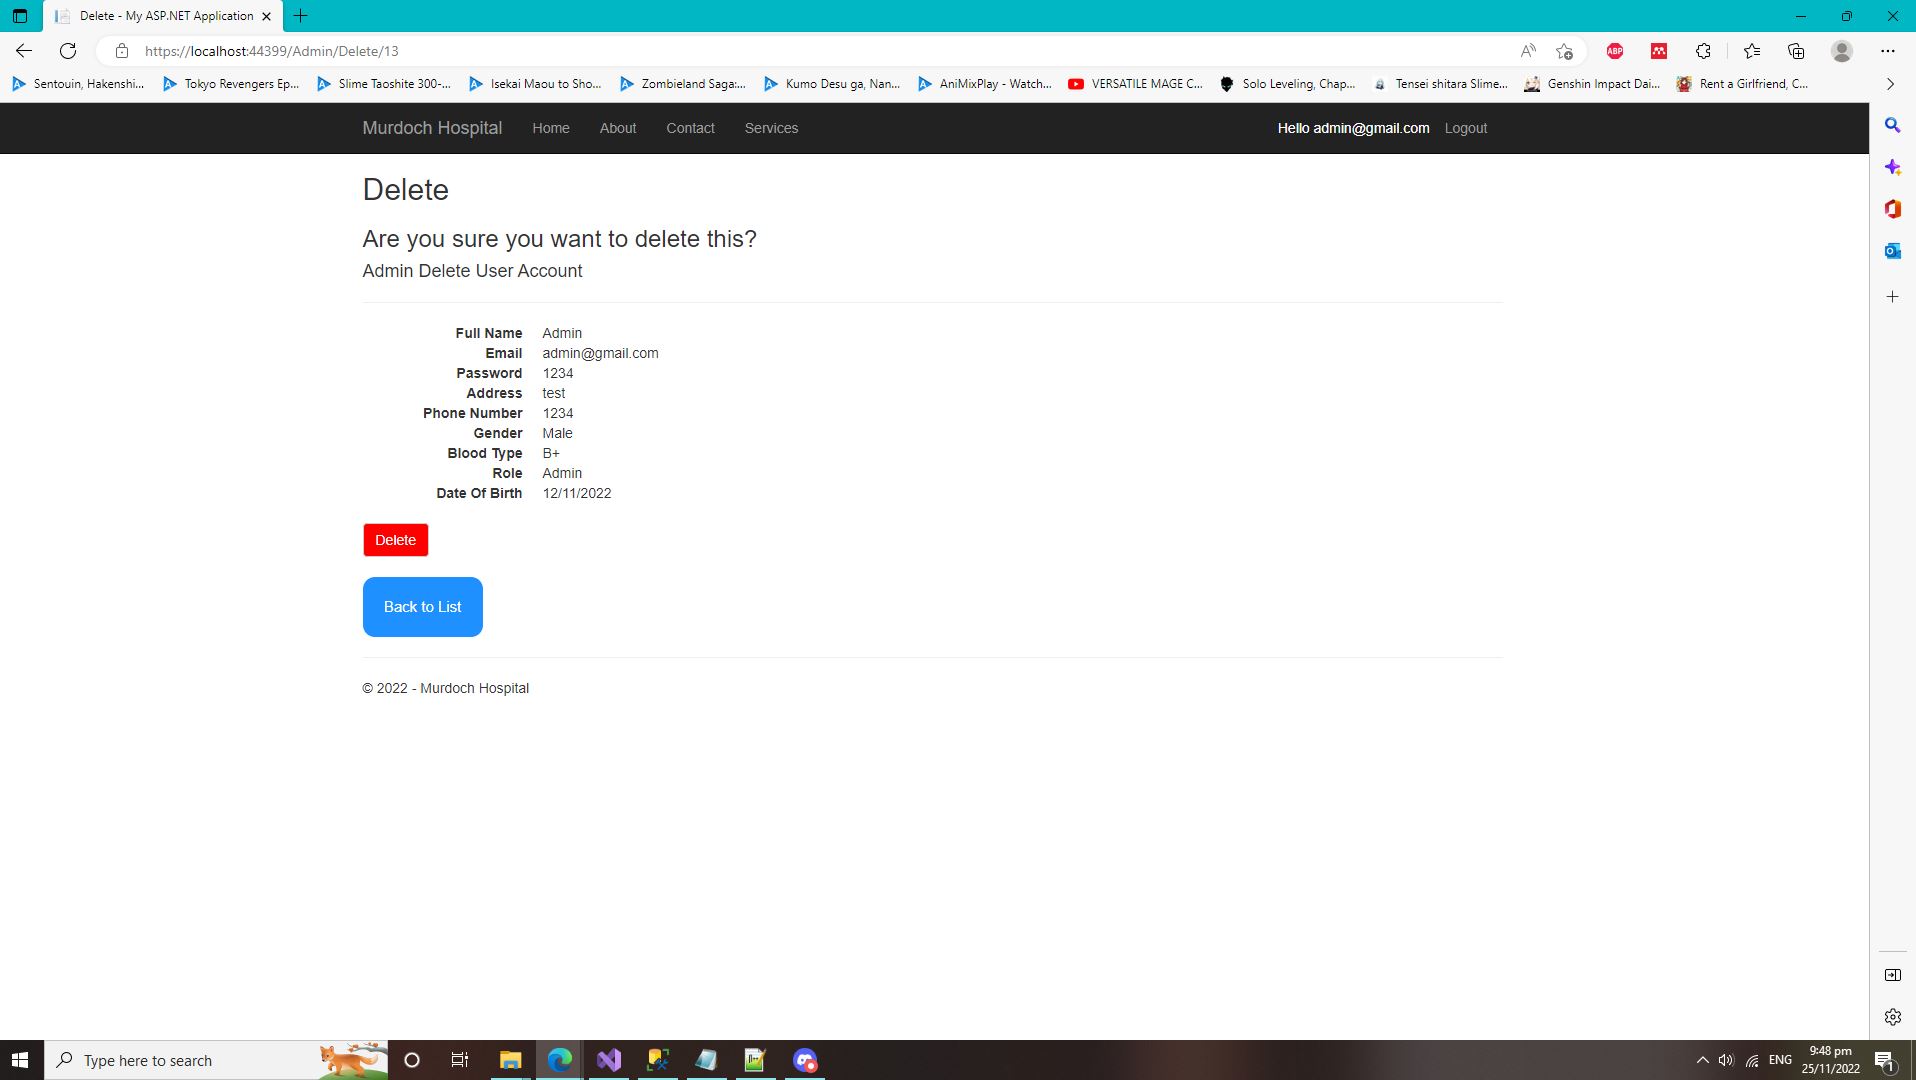 Delete - My ASP.NET Application
https://localhost:44399/Admin/Delete/13
ABP
Sentouin, Hakenshi... Tokyo Revengers Ep... Slime Taoshite 300-... Isekai Maou to Sho... Zombieland Saga:... Kumo Desu ga, Nan... AniMixPlay - Watch... VERSATILE MAGE C... Solo Leveling, Chap... Tensei shitara Slime... Genshin Impact Dai... Rent a Girlfriend, C...
Murdoch Hospital Home About Contact Services Hello admin@gmail.com Logout
Delete
Are you sure you want to delete this?
Admin Delete User Account
Full Name Admin
Email admin@gmail.com
Password 1234
Address test
Phone Number 1234
Gender Male
Blood Type B+
Role Admin
Date Of Birth 12/11/2022
Delete
Back to List
© 2022 - Murdoch Hospital
Type here to search
ENG
9:48 pm
25/11/2022
1